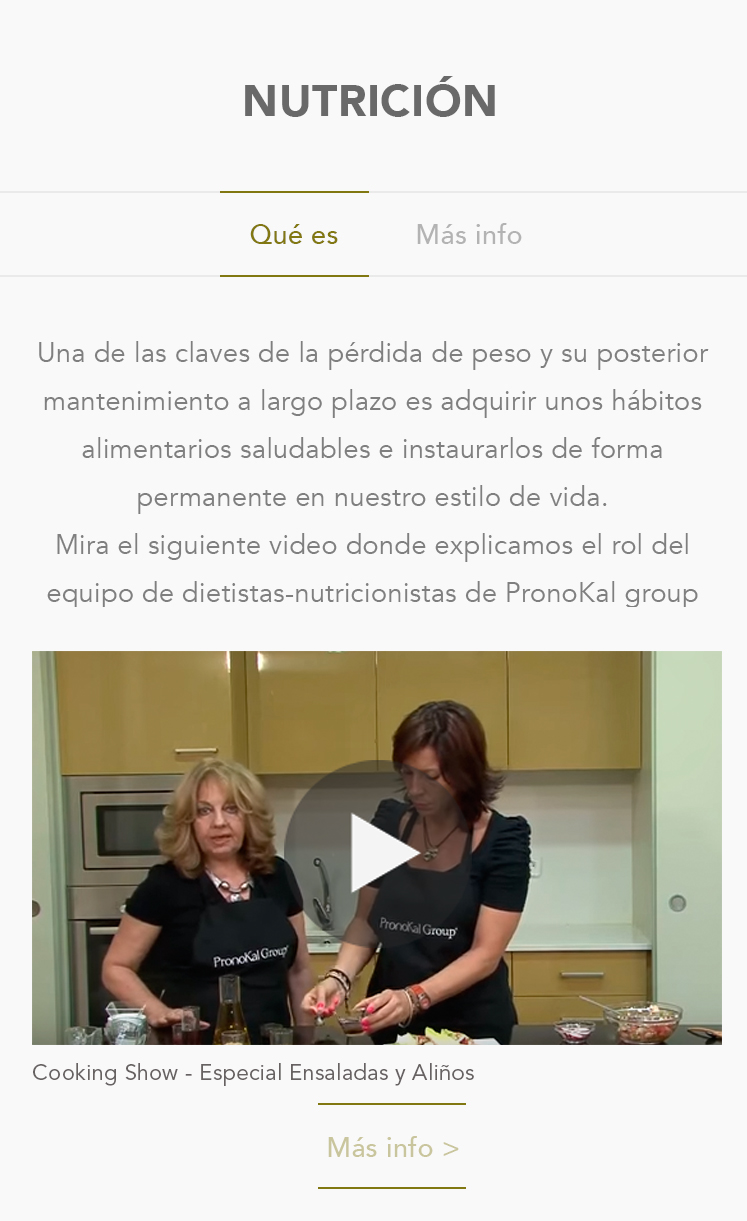 NUTRICIÓN
Qué es
Más info
Una de las claves de la pérdida de peso y su posterior
mantenimiento a largo plazo es adquirir unos hábitos
alimentarios saludables e instaurarlos de forma
permanente en nuestro estilo de vida.
Mira el siguiente video donde explicamos el rol del
equipo de dietistas-nutricionistas de PronoKal group
PronoKal Group®
PronoKal Group®
Cooking Show - Especial Ensaladas y Aliños
Más info >